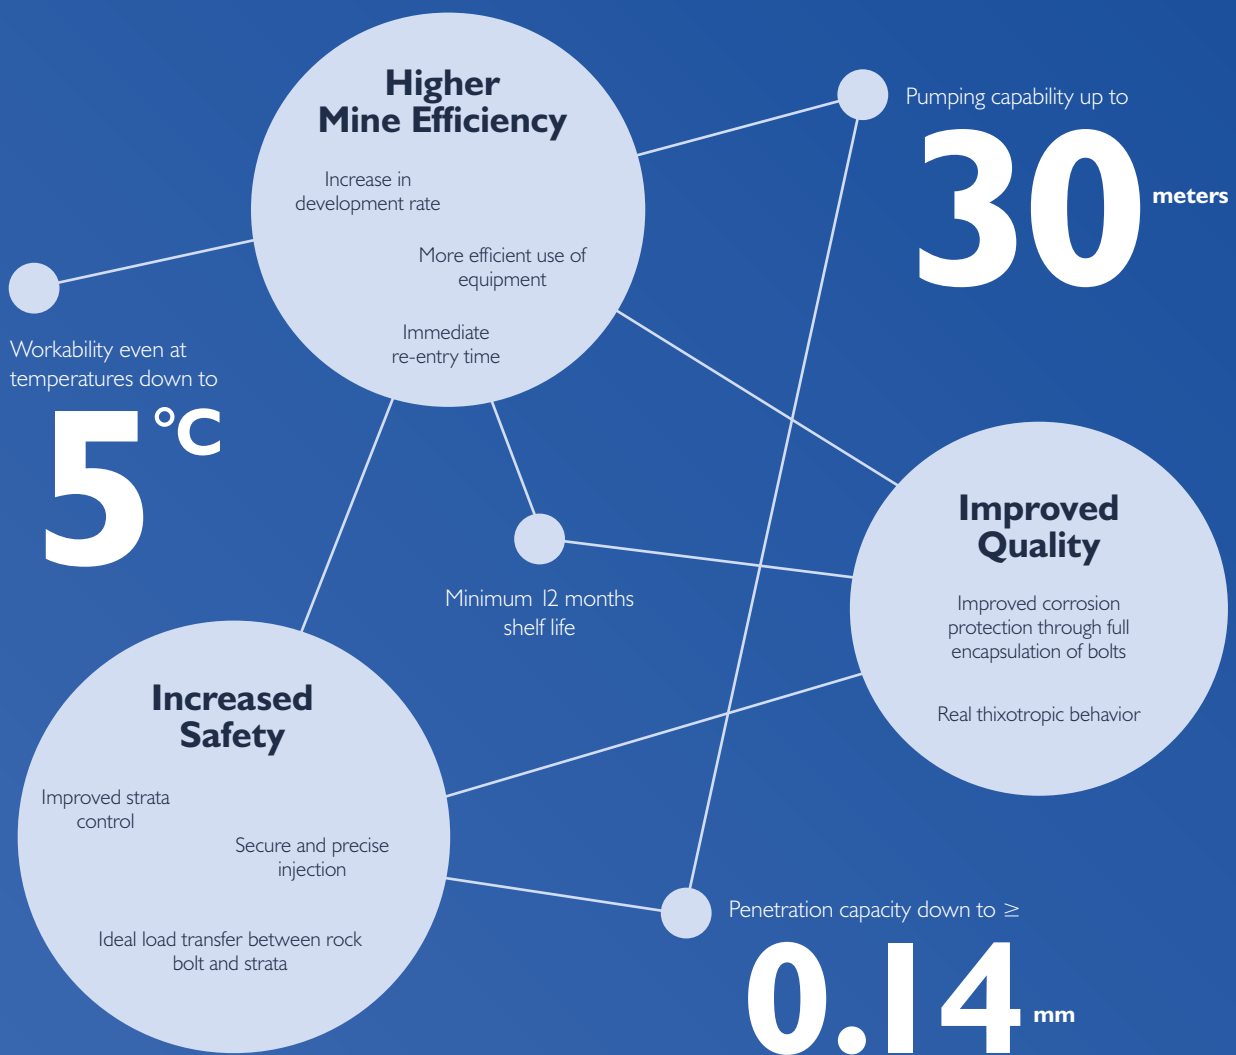 Higher
Mine Efficiency
Increase in
development rate
More efficient use of
equipment
Immediate
re-entry time
Pumping capability up to
30 meters
Workability even at
temperatures down to
5 °C
Minimum 12 months
shelf life
Improved
Quality
Improved corrosion
protection through full
encapsulation of bolts
Real thixotropic behavior
Increased
Safety
Improved strata
control
Secure and precise
injection
Ideal load transfer between rock
bolt and strata
Penetration capacity down to ≥
0.14 mm